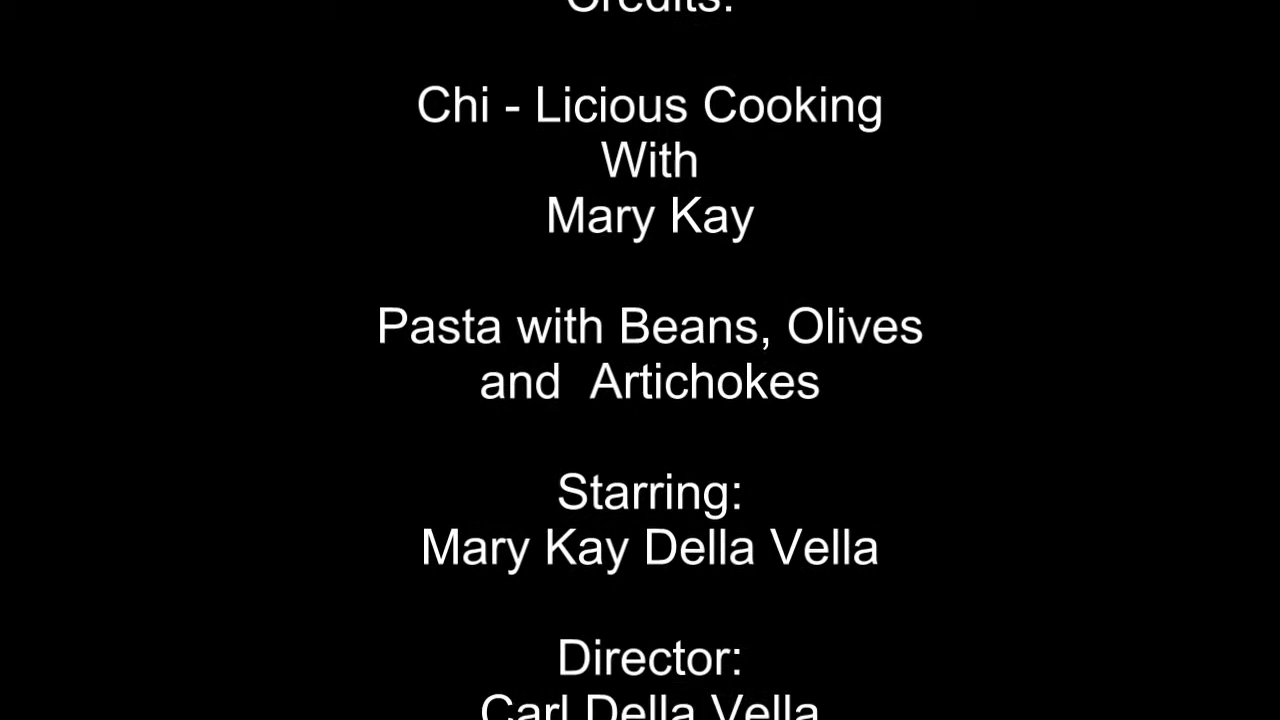 Credits:
Chi - Licious Cooking
With
Mary Kay
Pasta with Beans, Olives
and  Artichokes
Starring:
Mary Kay Della Vella
Director:
Carl Della Vella